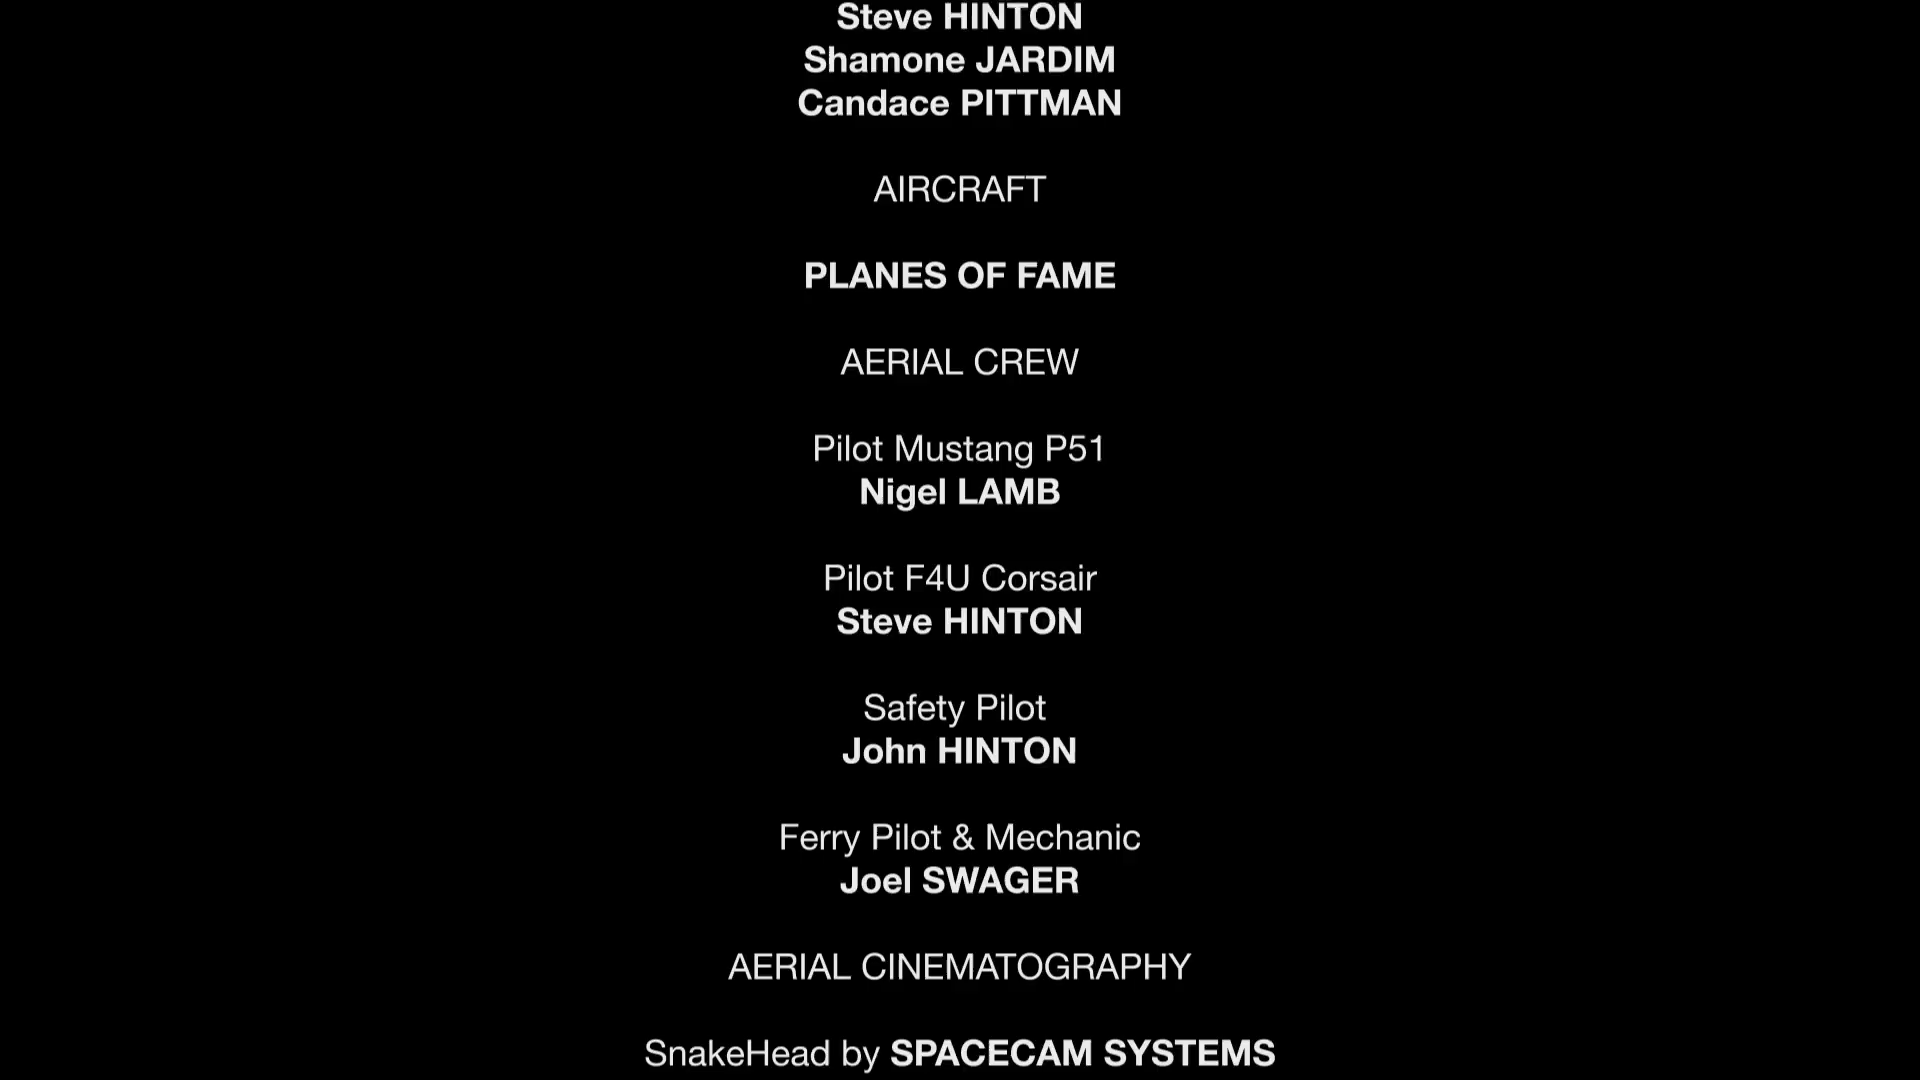 Steve HINTON
Shamone JARDIM
Candace PITTMAN
AIRCRAFT
PLANES OF FAME
AERIAL CREW
Pilot Mustang P51
Nigel LAMB
Pilot F4U Corsair
Steve HINTON
Safety Pilot
John HINTON
Ferry Pilot & Mechanic
Joel SWAGER
AERIAL CINEMATOGRAPHY
SnakeHead by SPACECAM SYSTEMS